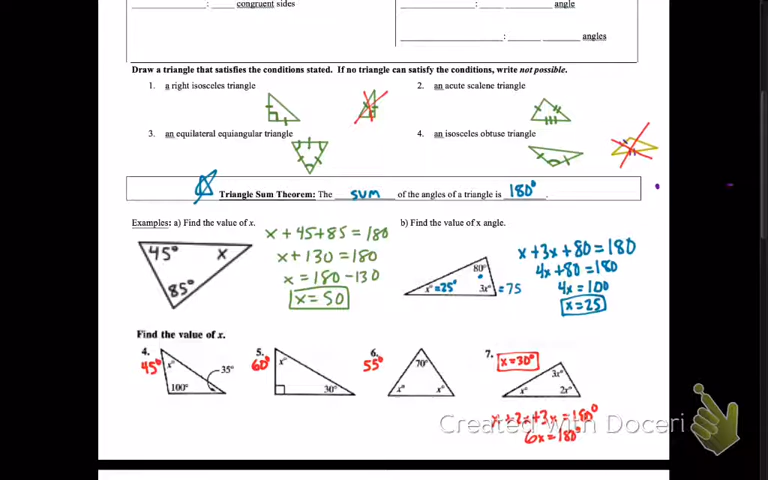 : congruent sides
: angle
: angles
Draw a triangle that satisfies the conditions stated. If no triangle can satisfy the conditions, write not possible.
1. a right isosceles triangle
2. an acute scalene triangle
3. an equilateral equiangular triangle
4. an isosceles obtuse triangle
Triangle Sum Theorem: The sum of the angles of a triangle is 180°.
Examples: a) Find the value of x.
b) Find the value of x angle.
45° x
85°
x + 45 + 85 = 180
x + 130 = 180
x = 180 - 130
x = 50
80°
x° = 25° 3x° = 75
x + 3x + 80 = 180
4x + 80 = 180
4x = 100
x = 25
Find the value of x.
4. 45° x° 35°
100°
5. 60° x°
30°
6. 55° 70°
x° x°
7. x = 30° 3x°
x° 2x°
x + 2x + 3x = 180°
6x = 180°
Created with Doceri